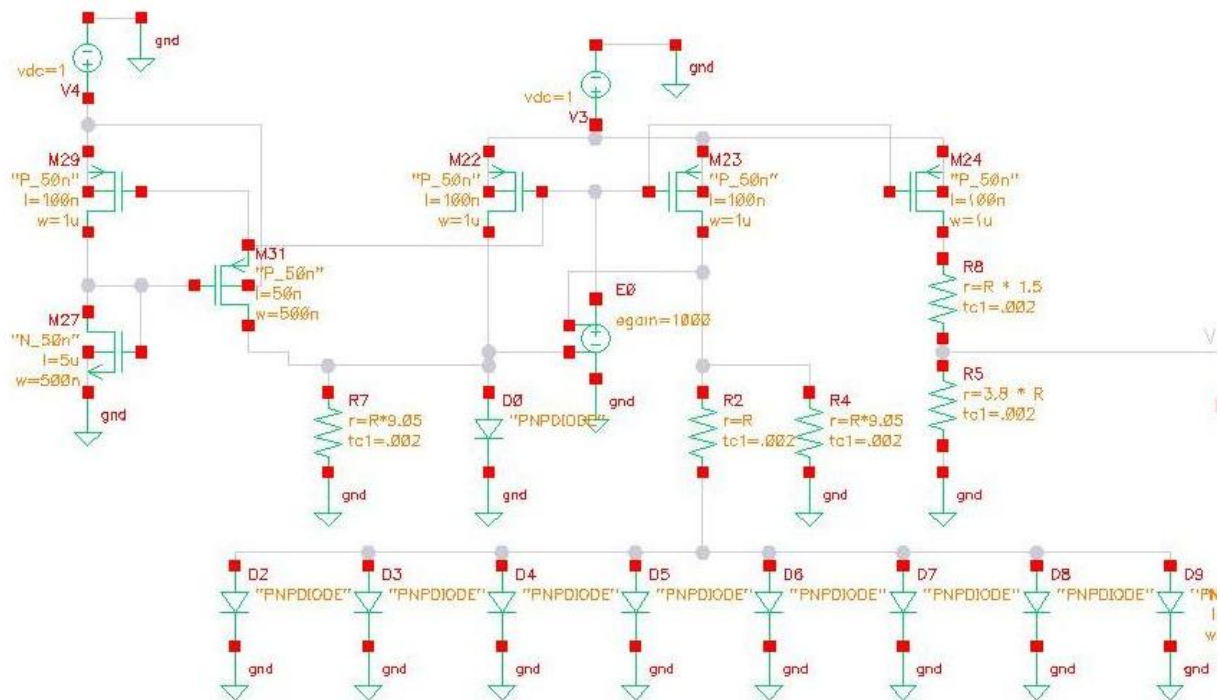 gnd
vdc=1
V4
gnd
vdc=1
V3
M29
"P_50n"
l=100n
w=1u
M22
"P_50n"
l=100n
w=1u
M23
"P_50n"
l=100n
w=1u
M24
"P_50n"
l=100n
w=1u
M31
"P_50n"
l=50n
w=500n
E0
egain=1000
R8
r=R * 1.5
tc1=.002
M27
"N_50n"
l=5u
w=500n
V
gnd
gnd
R7
r=R*9.05
tc1=.002
D0
"PNPDIODE"
R2
r=R
tc1=.002
R4
r=R*9.05
tc1=.002
R5
r=3.8 * R
tc1=.002
gnd
gnd
gnd
gnd
D2
"PNPDIODE"
D3
"PNPDIODE"
D4
"PNPDIODE"
D5
"PNPDIODE"
D6
"PNPDIODE"
D7
"PNPDIODE"
D8
"PNPDIODE"
D9
gnd
gnd
gnd
gnd
gnd
gnd
gnd
gnd